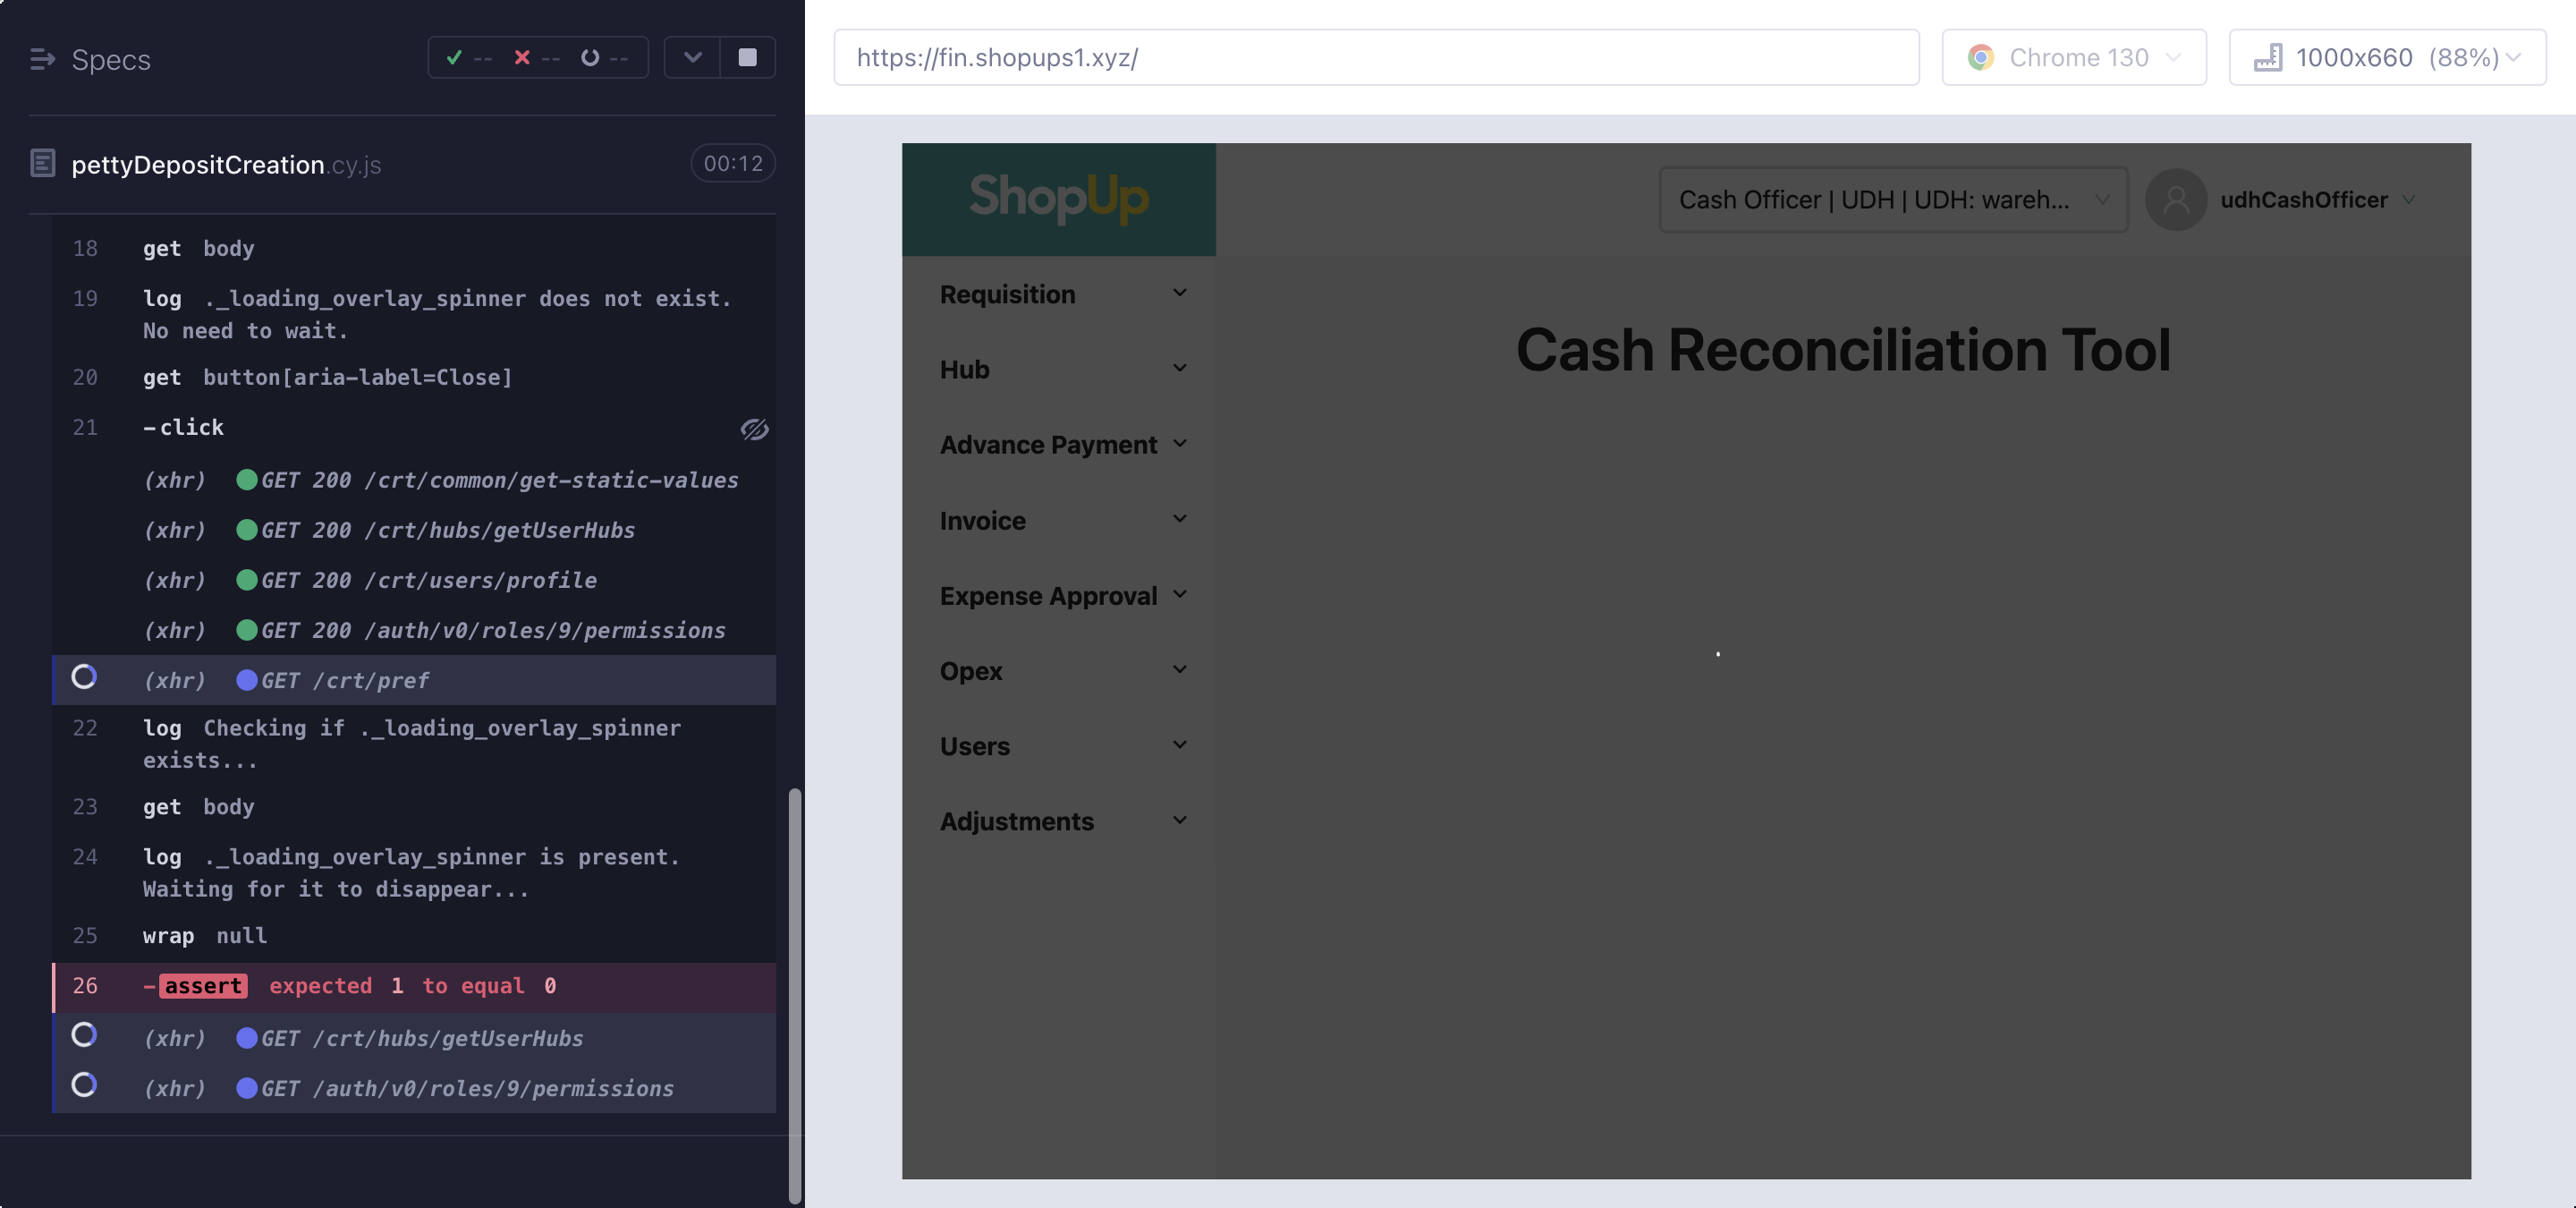 Specs
-- -- --
pettyDepositCreation.cy.js 00:12
18 get body
19 log ._loading_overlay_spinner does not exist.
No need to wait.
20 get button[aria-label=Close]
21 -click
(xhr) GET 200 /crt/common/get-static-values
(xhr) GET 200 /crt/hubs/getUserHubs
(xhr) GET 200 /crt/users/profile
(xhr) GET 200 /auth/v0/roles/9/permissions
(xhr) GET /crt/pref
22 log Checking if ._loading_overlay_spinner
exists...
23 get body
24 log ._loading_overlay_spinner is present.
Waiting for it to disappear...
25 wrap null
26 -assert expected 1 to equal 0
(xhr) GET /crt/hubs/getUserHubs
(xhr) GET /auth/v0/roles/9/permissions
https://fin.shopups1.xyz/
Chrome 130
1000x660 (88%)
ShopUp
Cash Officer | UDH | UDH: wareh...
udhCashOfficer
Requisition
Hub
Advance Payment
Invoice
Expense Approval
Opex
Users
Adjustments
Cash Reconciliation Tool